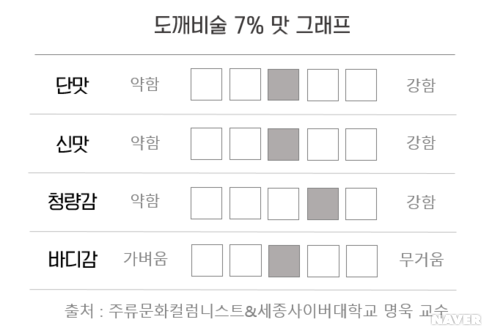 도깨비술 7% 맛 그래프
단맛 약함 강함
신맛 약함 강함
청량감 약함 강함
바디감 가벼움 무거움
출처 : 주류문화컬럼니스트&세종사이버대학교 명욱 교수
NAVER